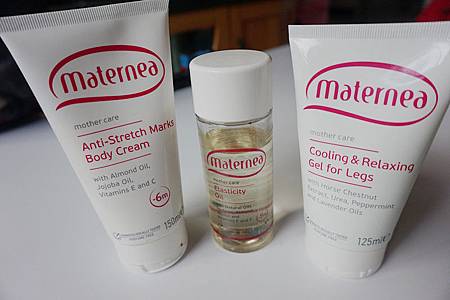 maternea
mother care
Anti-Stretch Marks
Body Cream
with Almond Oil,
Jojoba Oil,
Vitamins E and C
-6m
150ml
maternea
mother care
Elasticity
Oil
maternea
mother care
Cooling & Relaxing
Gel for Legs
with Horse Chestnut
Extract, Urea, Peppermint
and Lavender Oils
125ml